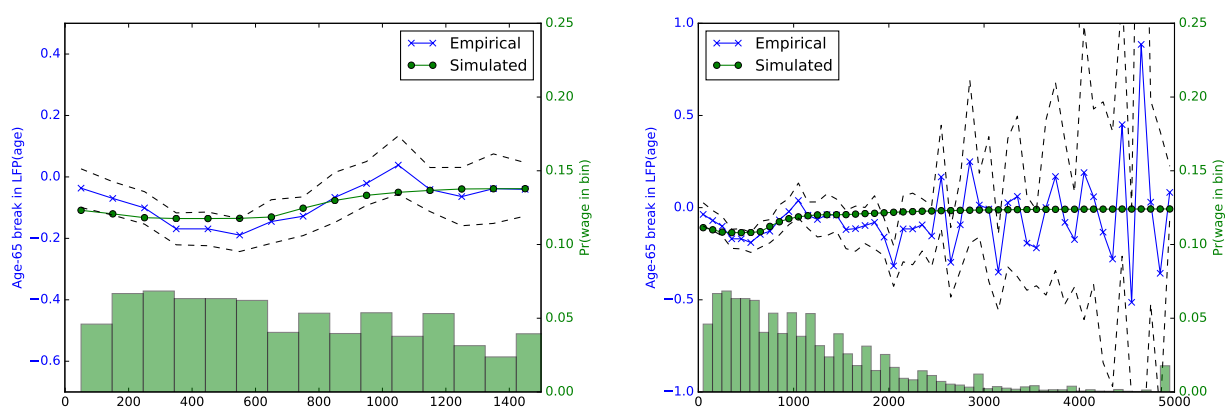 Empirical
Simulated
Age-65 break in LFP(age)
0.4
0.2
0.0
−0.2
−0.4
−0.6
0.25
0.20
0.15
0.10
0.05
0.00
Pr(wage in bin)
0 200 400 600 800 1000 1200 1400
Empirical
Simulated
Age-65 break in LFP(age)
1.0
0.5
0.0
−0.5
−1.0
0.25
0.20
0.15
0.10
0.05
0.00
Pr(wage in bin)
0 1000 2000 3000 4000 5000